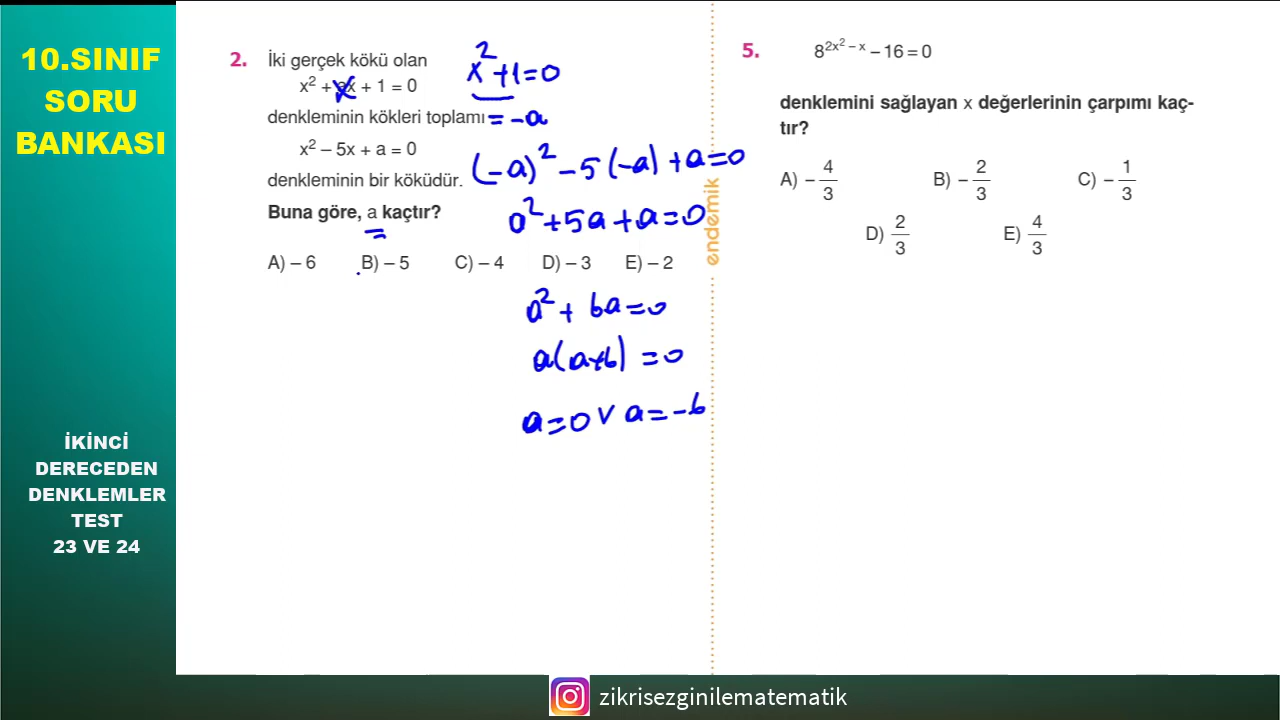 10.SINIF
SORU
BANKASI
İKİNCİ
DERECEDEN
DENKLEMLER
TEST
23 VE 24
2. İki gerçek kökü olan
x² + ax + 1 = 0
denkleminin kökleri toplamı = -a
x² – 5x + a = 0
denkleminin bir köküdür.
Buna göre, a kaçtır?
A) – 6 B) – 5 C) – 4 D) – 3 E) – 2
x² + 1 = 0
(-a)² - 5(-a) + a = 0
a² + 5a + a = 0
a² + 6a = 0
a(a+6) = 0
a = 0 ∨ a = -6
endemik
5. 8^(2x² – x) – 16 = 0
denklemini sağlayan x değerlerinin çarpımı kaç-
tır?
A) – 4/3 B) – 2/3 C) – 1/3
D) 2/3 E) 4/3
zikrisezginilematematik